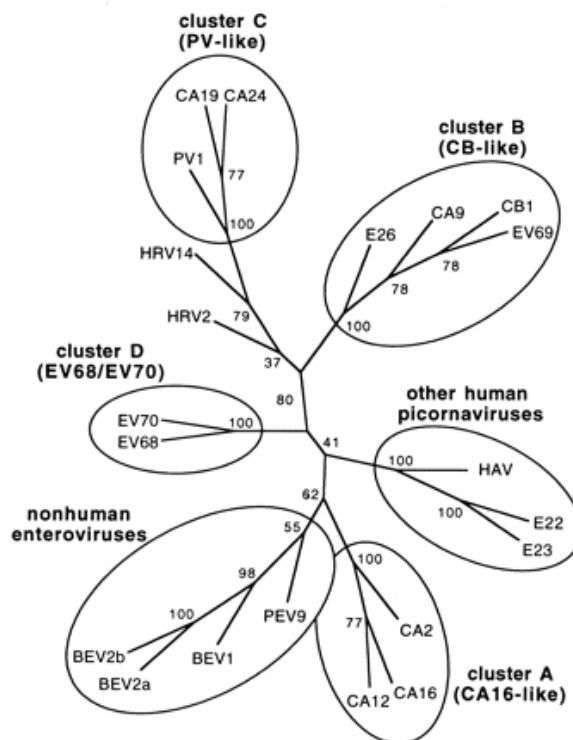 cluster C
(PV-like)
CA19 CA24
PV1
77
100
cluster B
(CB-like)
CB1
CA9
EV69
E26
78
78
100
HRV14
HRV2
79
37
cluster D
(EV68/EV70)
80
EV70
EV68
100
41
other human
picornaviruses
100
HAV
100
E22
E23
62
nonhuman
enteroviruses
55
98
100
PEV9
BEV2b
BEV2a
BEV1
100
77
CA2
CA12
CA16
cluster A
(CA16-like)